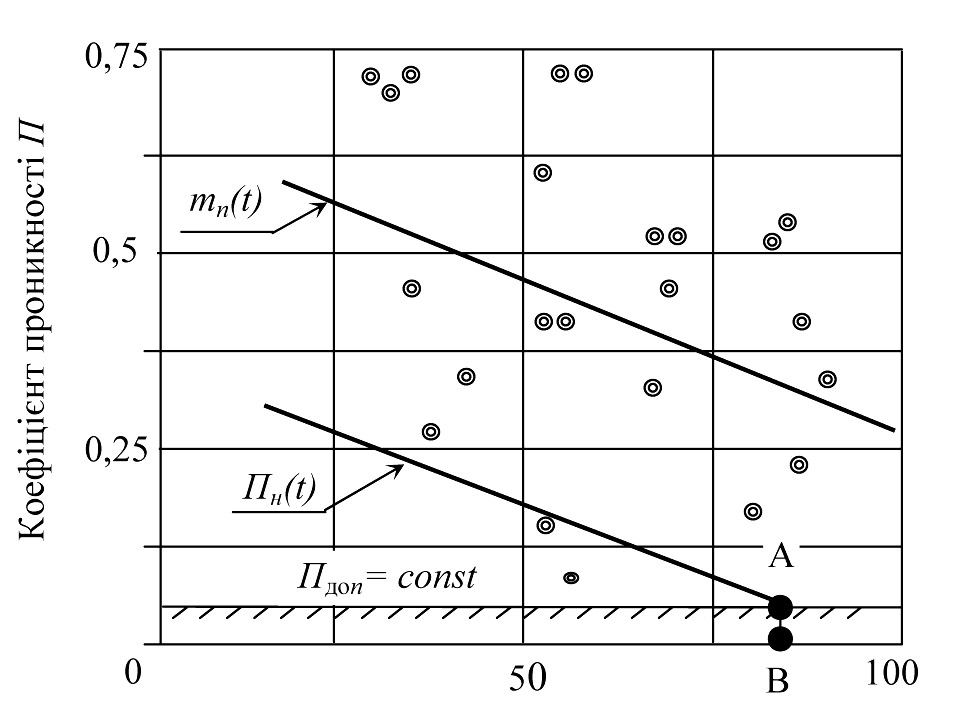 Коефіцієнт проникності П
0,75
mп(t)
0,5
0,25
Пн(t)
A
Пдоп= const
0
50
B
100